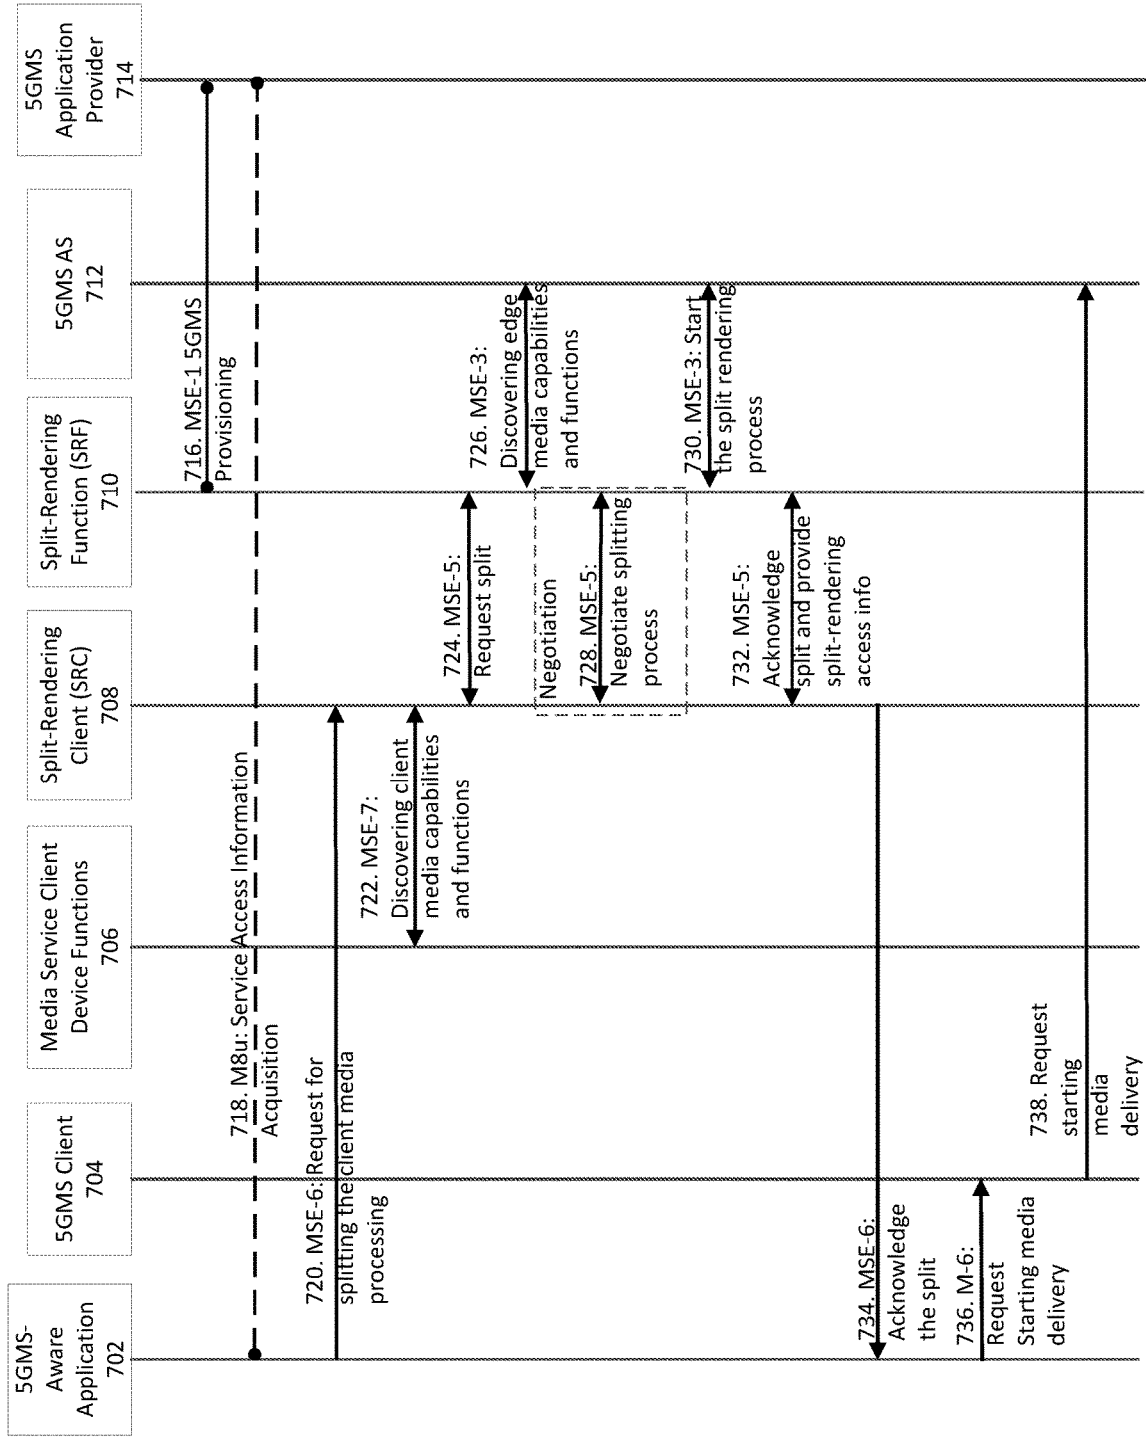 5GMS-
Aware
Application
702
5GMS Client
704
Media Service Client
Device Functions
706
Split-Rendering
Client (SRC)
708
Split-Rendering
Function (SRF)
710
5GMS AS
712
5GMS
Application
Provider
714
716. MSE-1 5GMS
Provisioning
718. M8u: Service Access Information
Acquisition
720. MSE-6: Request for
splitting the client media
processing
722. MSE-7:
Discovering client
media capabilities
and functions
724. MSE-5:
Request split
726. MSE-3:
Discovering edge
media capabilities
and functions
Negotiation
728. MSE-5:
Negotiate splitting
process
730. MSE-3: Start
the split rendering
process
732. MSE-5:
Acknowledge
split and provide
split-rendering
access info
734. MSE-6:
Acknowledge
the split
736. M-6:
Request
Starting media
delivery
738. Request
starting
media
delivery